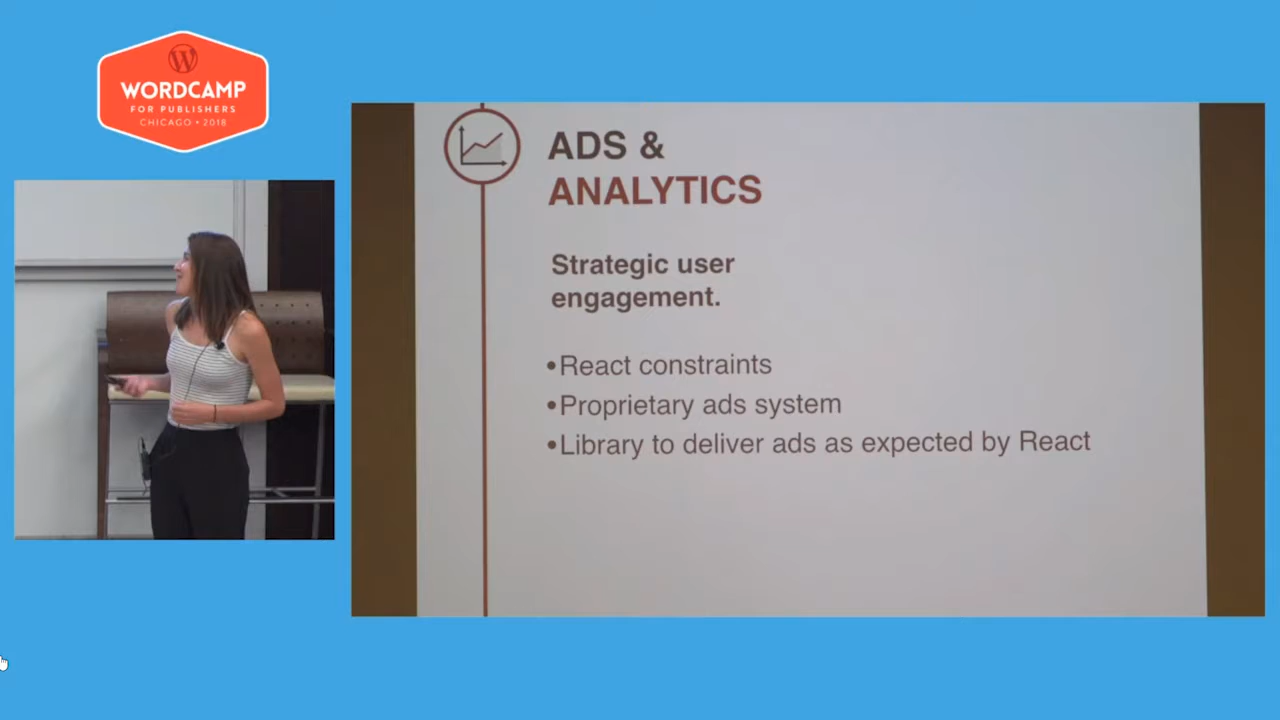 WORDCAMP
FOR PUBLISHERS
CHICAGO • 2018
ADS &
ANALYTICS
Strategic user
engagement.
•React constraints
•Proprietary ads system
•Library to deliver ads as expected by React